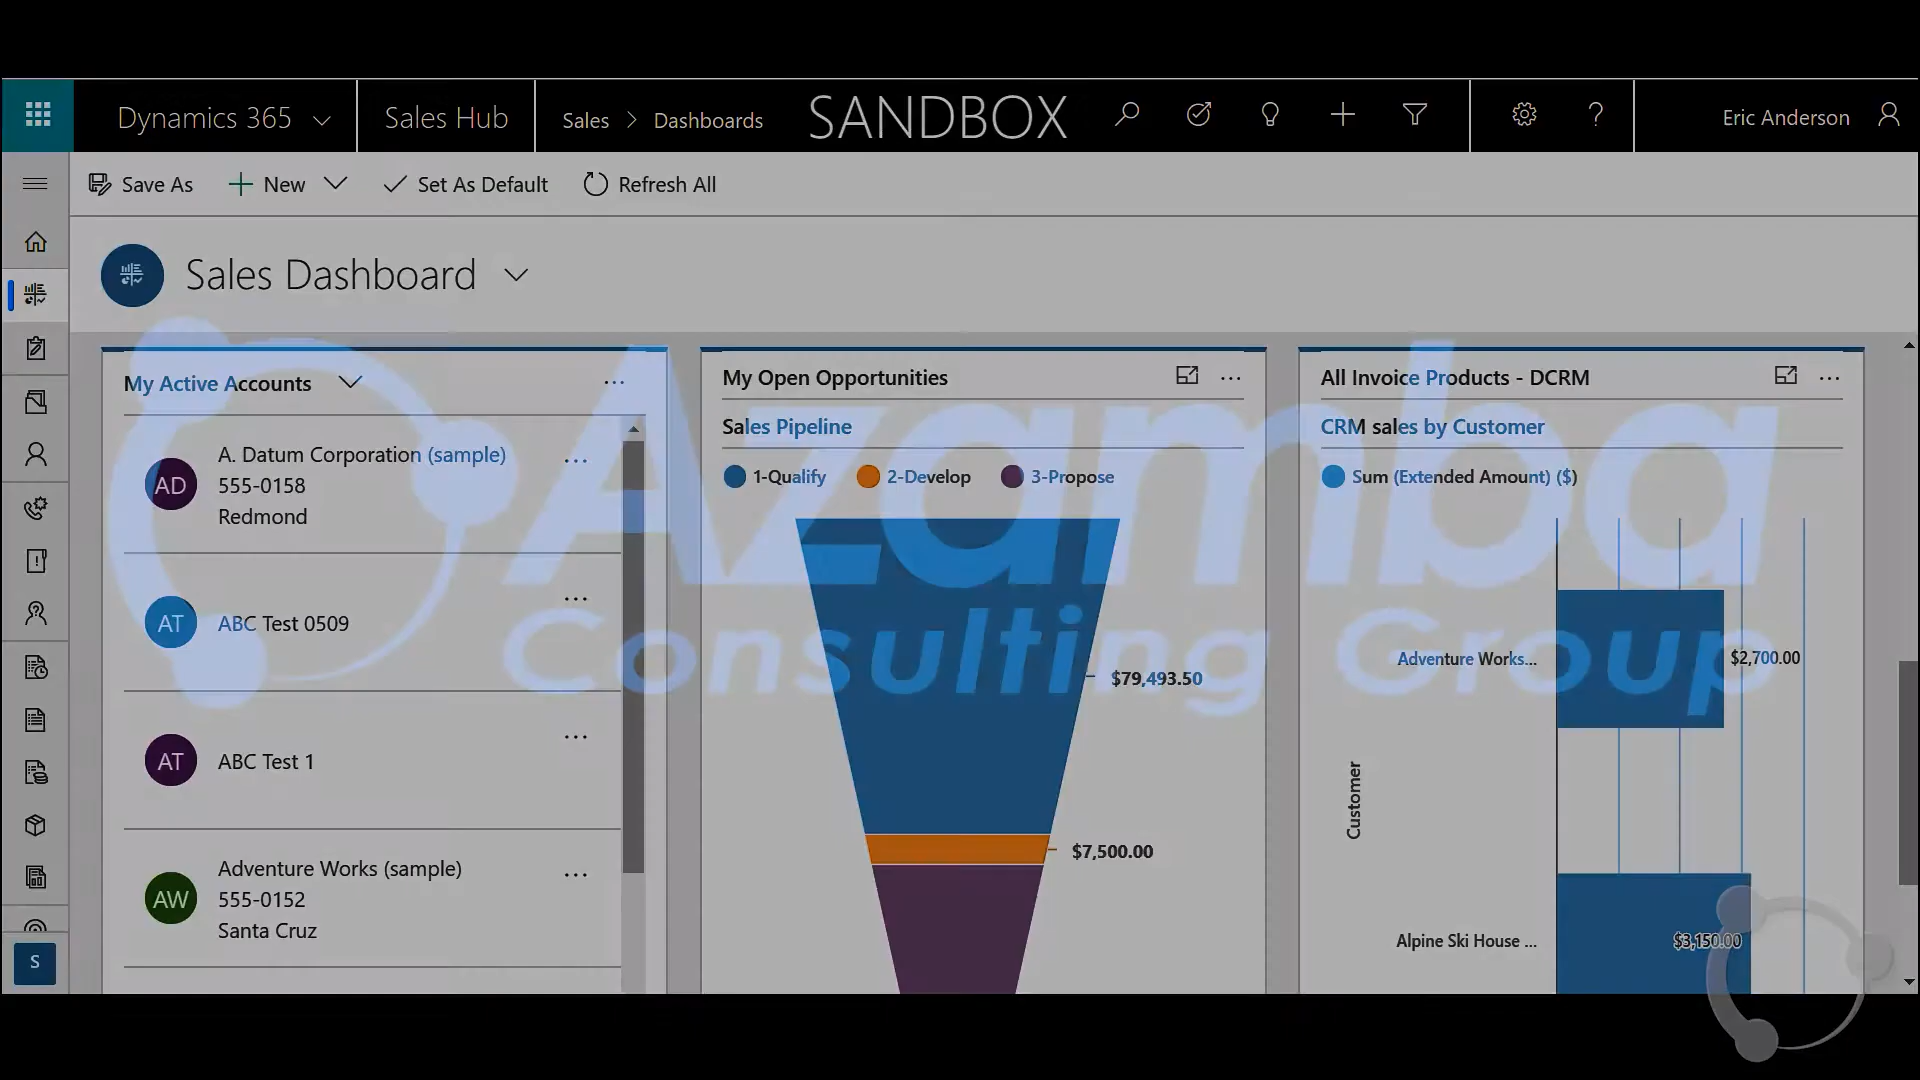 Dynamics 365
Sales Hub
Sales > Dashboards
SANDBOX
Eric Anderson
Save As
New
Set As Default
Refresh All
Sales Dashboard
My Active Accounts
AD
A. Datum Corporation (sample)
555-0158
Redmond
AT
ABC Test 0509
AT
ABC Test 1
AW
Adventure Works (sample)
555-0152
Santa Cruz
S
My Open Opportunities
Sales Pipeline
1-Qualify
2-Develop
3-Propose
$79,493.50
$7,500.00
All Invoice Products - DCRM
CRM sales by Customer
Sum (Extended Amount) ($)
Adventure Works...
$2,700.00
Customer
Alpine Ski House ...
$3,150.00
Azamba
Consulting Group